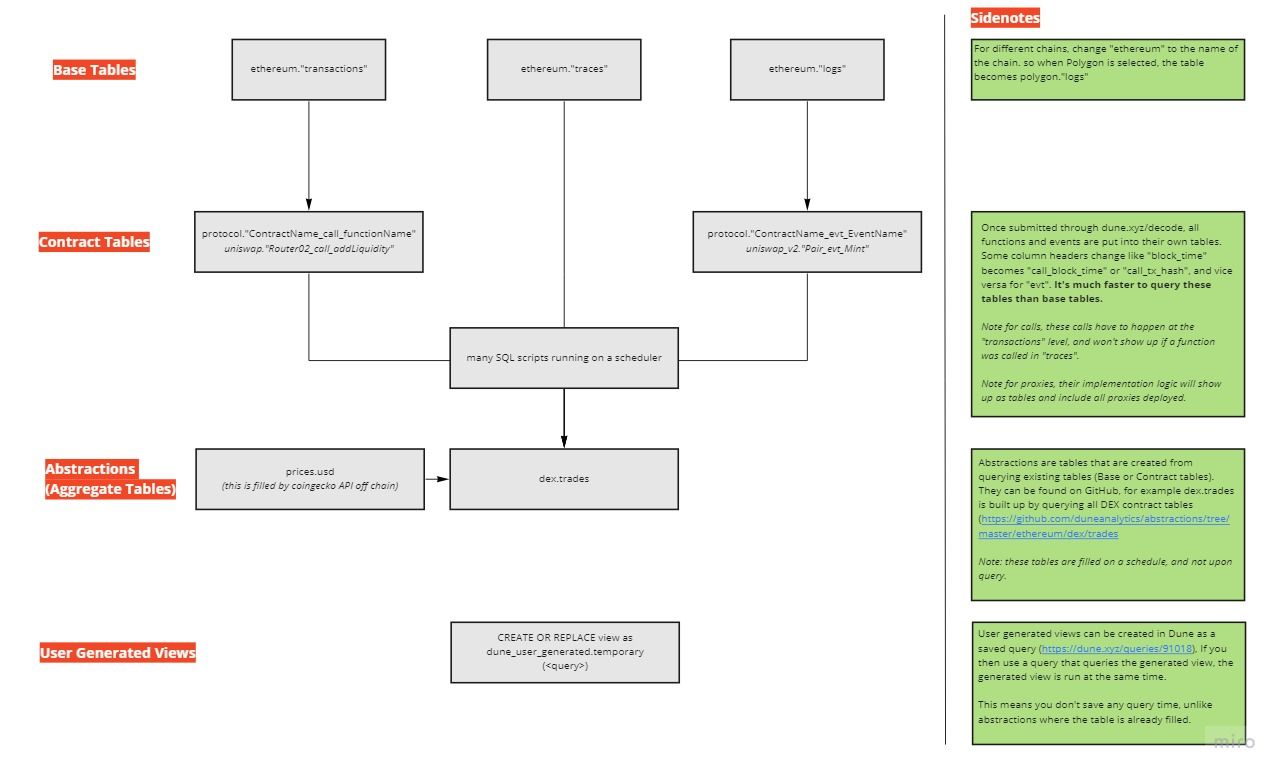 Sidenotes
Base Tables
ethereum."transactions"
ethereum."traces"
ethereum."logs"
For different chains, change "ethereum" to the name of
the chain. so when Polygon is selected, the table
becomes polygon."logs"
Contract Tables
protocol."ContractName_call_functionName"
uniswap."Router02_call_addLiquidity"
protocol."ContractName_evt_EventName"
uniswap_v2."Pair_evt_Mint"
Once submitted through dune.xyz/decode, all
functions and events are put into their own tables.
Some column headers change like "block_time"
becomes "call_block_time" or "call_tx_hash", and vice
versa for "evt". It's much faster to query these
tables than base tables.
Note for calls, these calls have to happen at the
"transactions" level, and won't show up if a function
was called in "traces".
Note for proxies, their implementation logic will show
up as tables and include all proxies deployed.
many SQL scripts running on a scheduler
Abstractions
(Aggregate Tables)
prices.usd
(this is filled by coingecko API off chain)
dex.trades
Abstractions are tables that are created from
querying existing tables (Base or Contract tables).
They can be found on GitHub, for example dex.trades
is built up by querying all DEX contract tables
(https://github.com/duneanalytics/abstractions/tree/
master/ethereum/dex/trades
Note: these tables are filled on a schedule, and not upon
query.
User Generated Views
CREATE OR REPLACE view as
dune_user_generated.temporary
(<query>)
User generated views can be created in Dune as a
saved query (https://dune.xyz/queries/91018). If you
then use a query that queries the generated view, the
generated view is run at the same time.
This means you don't save any query time, unlike
abstractions where the table is already filled.
miro